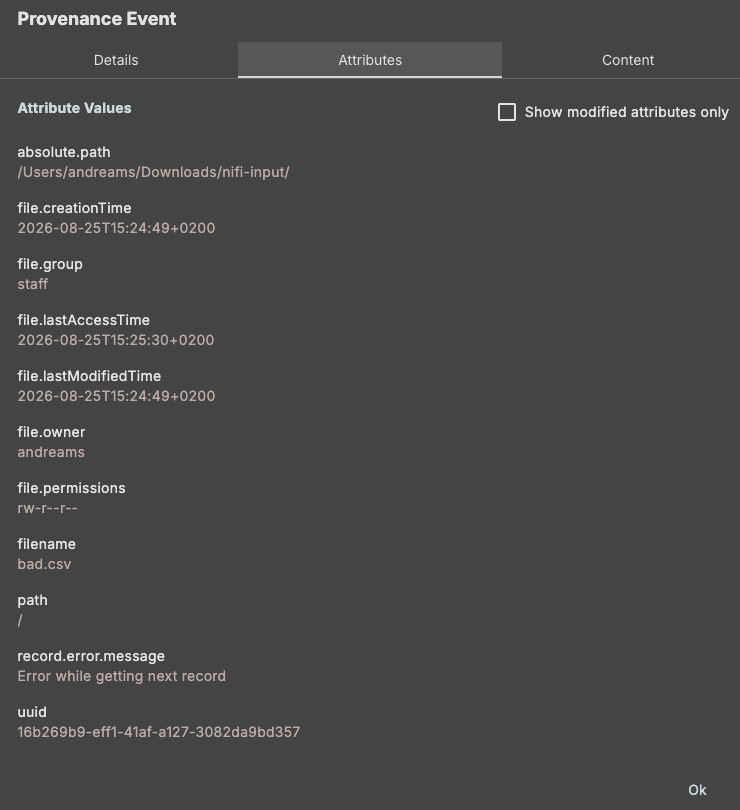 Provenance Event
Details
Attributes
Content
Attribute Values
Show modified attributes only
absolute.path
/Users/andreams/Downloads/nifi-input/
file.creationTime
2026-08-25T15:24:49+0200
file.group
staff
file.lastAccessTime
2026-08-25T15:25:30+0200
file.lastModifiedTime
2026-08-25T15:24:49+0200
file.owner
andreams
file.permissions
rw-r--r--
filename
bad.csv
path
/
record.error.message
Error while getting next record
uuid
16b269b9-eff1-41af-a127-3082da9bd357
Ok